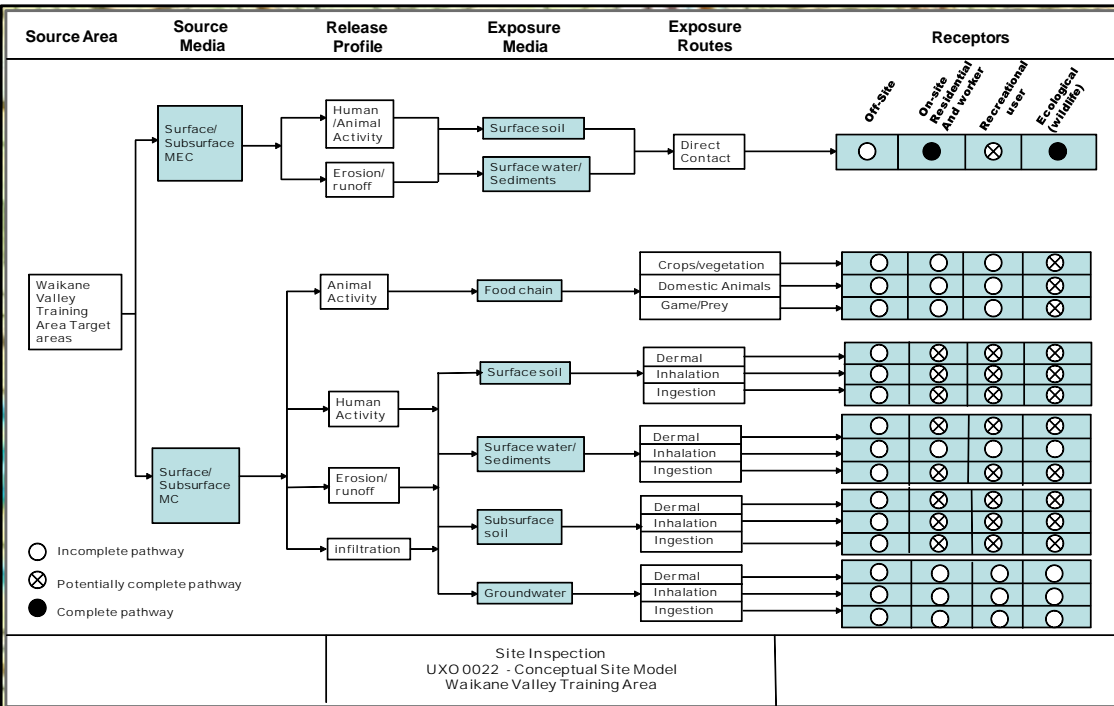 Source Area
Source
Media
Release
Profile
Exposure
Media
Exposure
Routes
Receptors
Off-Site
On-site
Residential
And worker
Recreational
user
Ecological
(wildlife)
Surface/
Subsurface
MEC
Human
/Animal
Activity
Erosion/
runoff
Surface soil
Surface water/
Sediments
Direct
Contact
Waikane
Valley
Training
Area Target
areas
Animal
Activity
Food chain
Crops/vegetation
Domestic Animals
Game/Prey
Surface/
Subsurface
MC
Human
Activity
Erosion/
runoff
infiltration
Surface soil
Dermal
Inhalation
Ingestion
Surface water/
Sediments
Dermal
Inhalation
Ingestion
Subsurface
soil
Dermal
Inhalation
Ingestion
Groundwater
Dermal
Inhalation
Ingestion
Incomplete pathway
Potentially complete pathway
Complete pathway
Site Inspection
UXO 0022 - Conceptual Site Model
Waikane Valley Training Area